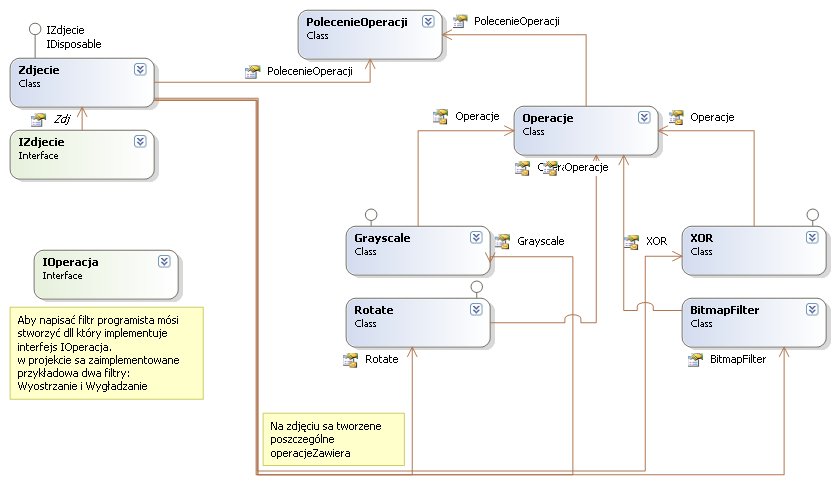 IZdjecie
IDisposable
Zdjecie
Class
PolecenieOperacji
Class
PolecenieOperacji
PolecenieOperacji
Zdj
IZdjecie
Interface
Operacje
Operacje
Class
Operacje
Operacje
IOperacja
Interface
Grayscale
Class
Grayscale
XOR
XOR
Class
Rotate
Class
Rotate
BitmapFilter
Class
BitmapFilter
Aby napisać filtr programista mósi
stworzyć dll który implementuje
interfejs IOperacja.
w projekcie sa zaimplementowane
przykładowa dwa filtry:
Wyostrzanie i Wygładzanie
Na zdjęciu sa tworzene
poszczególne
operacjeZawiera